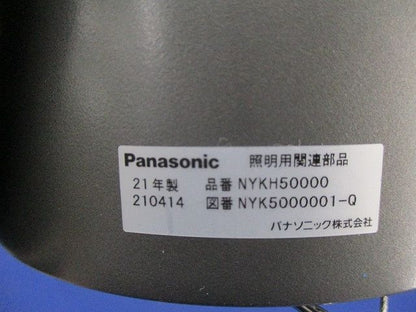 Panasonic 照明用関連部品
21年製 品番 NYKH50000
210414 図番 NYK5000001-Q
パナソニック株式会社